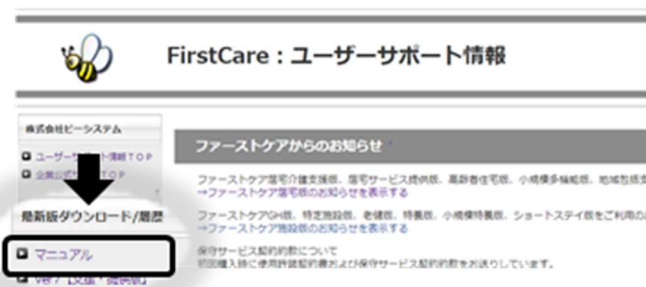 FirstCare：ユーザーサポート情報
株式会社ビーシステム
ファーストケアからのお知らせ
ファーストケア居宅介護支援版、居宅サービス提供版、高齢者住宅版、小規模多機能版、地域包括支
→ファーストケア居宅版のお知らせを表示する
最新版ダウンロード/履歴
ファーストケアGH版、特定施設版、老健版、特養版、小規模特養版、ショートステイ版をご利用の
→ファーストケア施設版のお知らせを表示する
マニュアル
保守サービス契約約款について
初回購入時に使用許諾契約書および保守サービス契約約款をお送りしています。